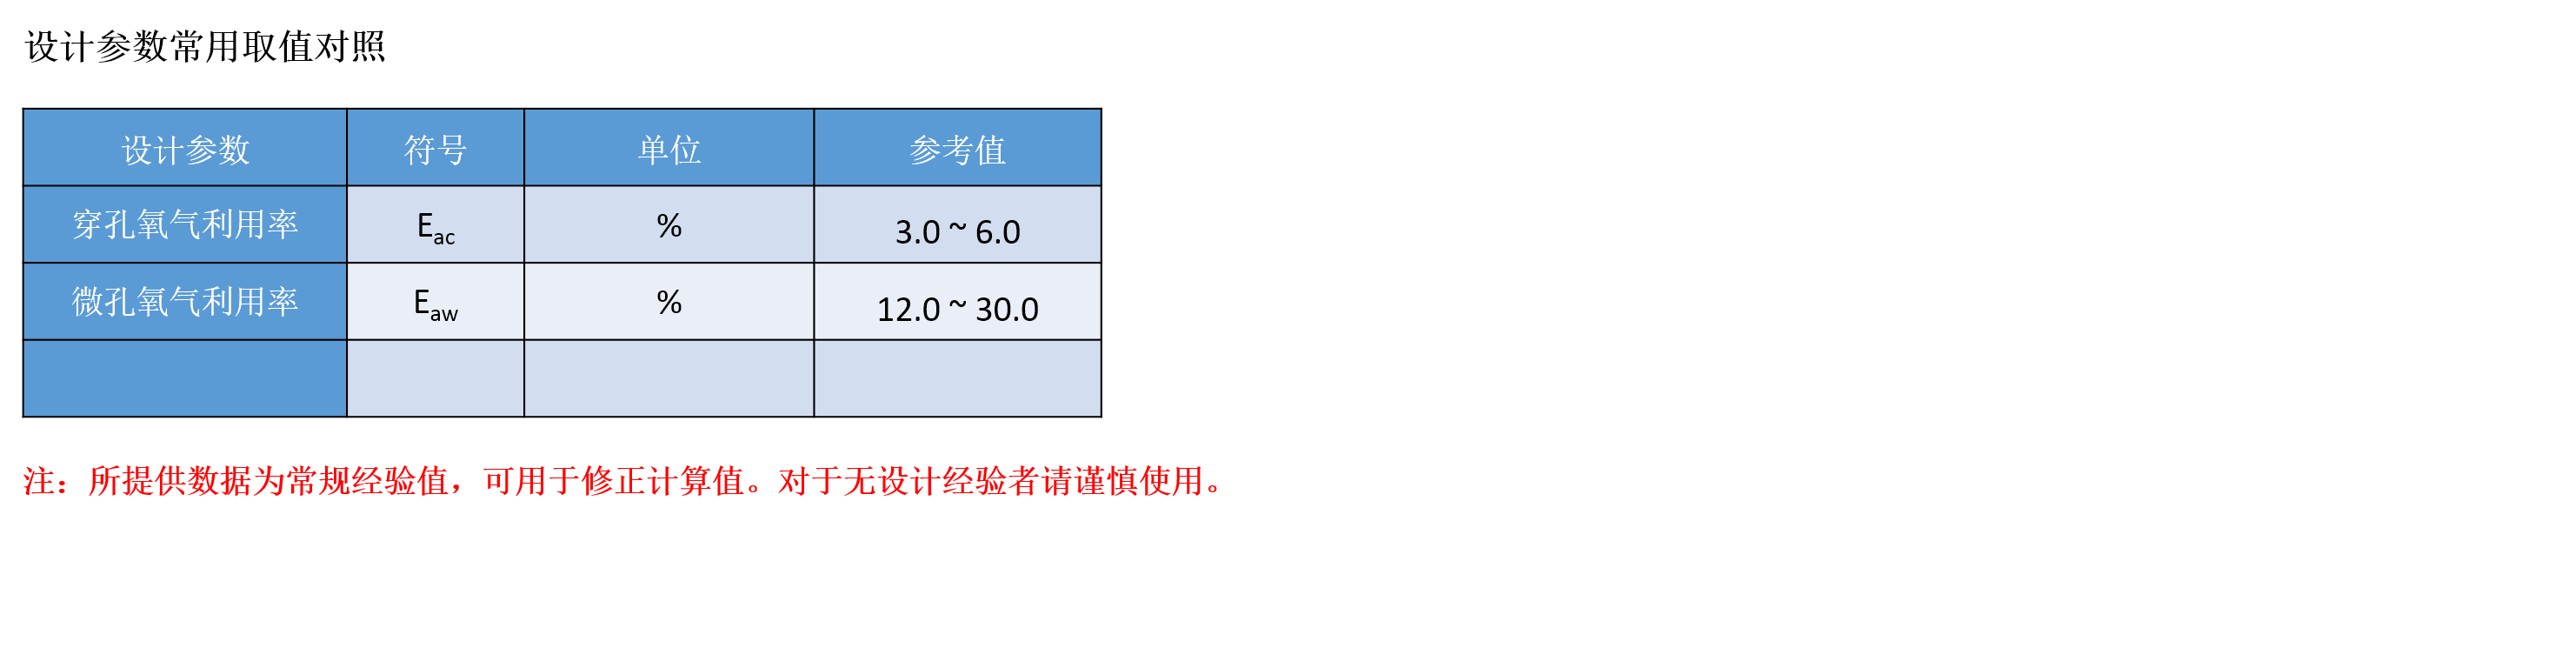 设计参数常用取值对照
设计参数 符号 单位 参考值
穿孔氧气利用率 Eac % 3.0 ~ 6.0
微孔氧气利用率 Eaw % 12.0 ~ 30.0
注：所提供数据为常规经验值，可用于修正计算值。对于无设计经验者请谨慎使用。